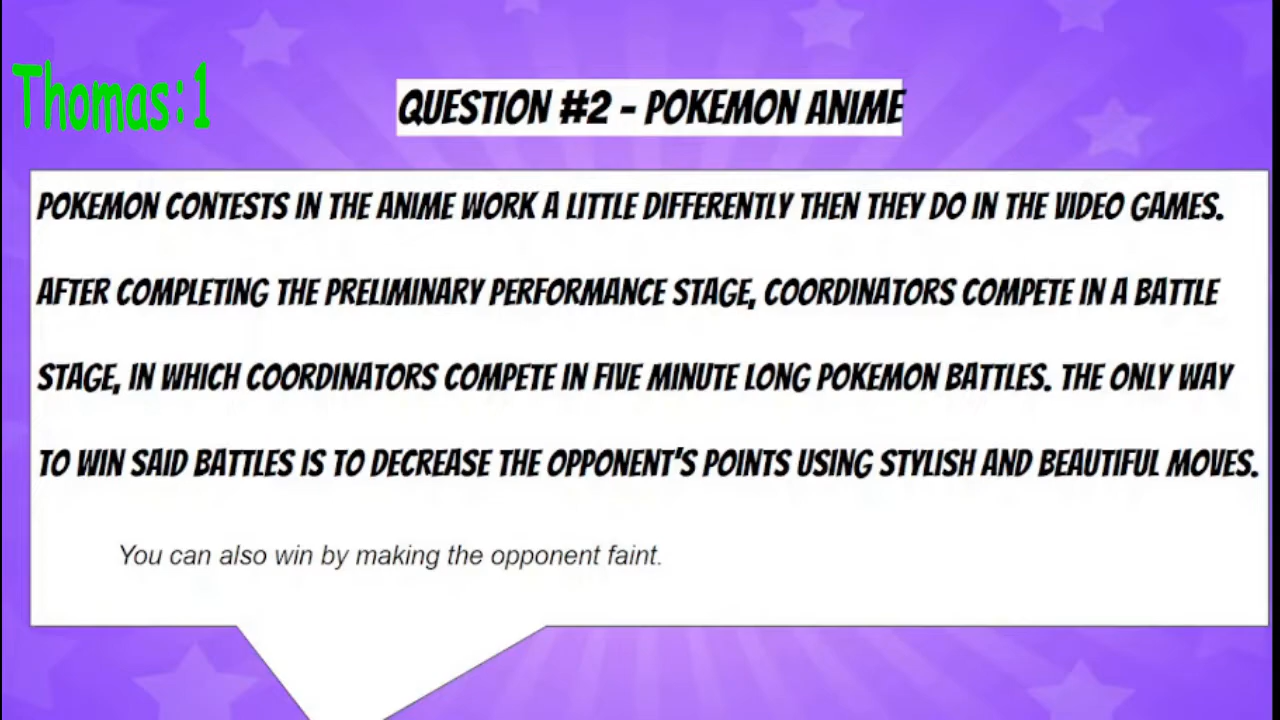 Thomas:1
QUESTION #2 - POKEMON ANIME
POKEMON CONTESTS IN THE ANIME WORK A LITTLE DIFFERENTLY THEN THEY DO IN THE VIDEO GAMES.
AFTER COMPLETING THE PRELIMINARY PERFORMANCE STAGE, COORDINATORS COMPETE IN A BATTLE
STAGE, IN WHICH COORDINATORS COMPETE IN FIVE MINUTE LONG POKEMON BATTLES. THE ONLY WAY
TO WIN SAID BATTLES IS TO DECREASE THE OPPONENT'S POINTS USING STYLISH AND BEAUTIFUL MOVES.
You can also win by making the opponent faint.